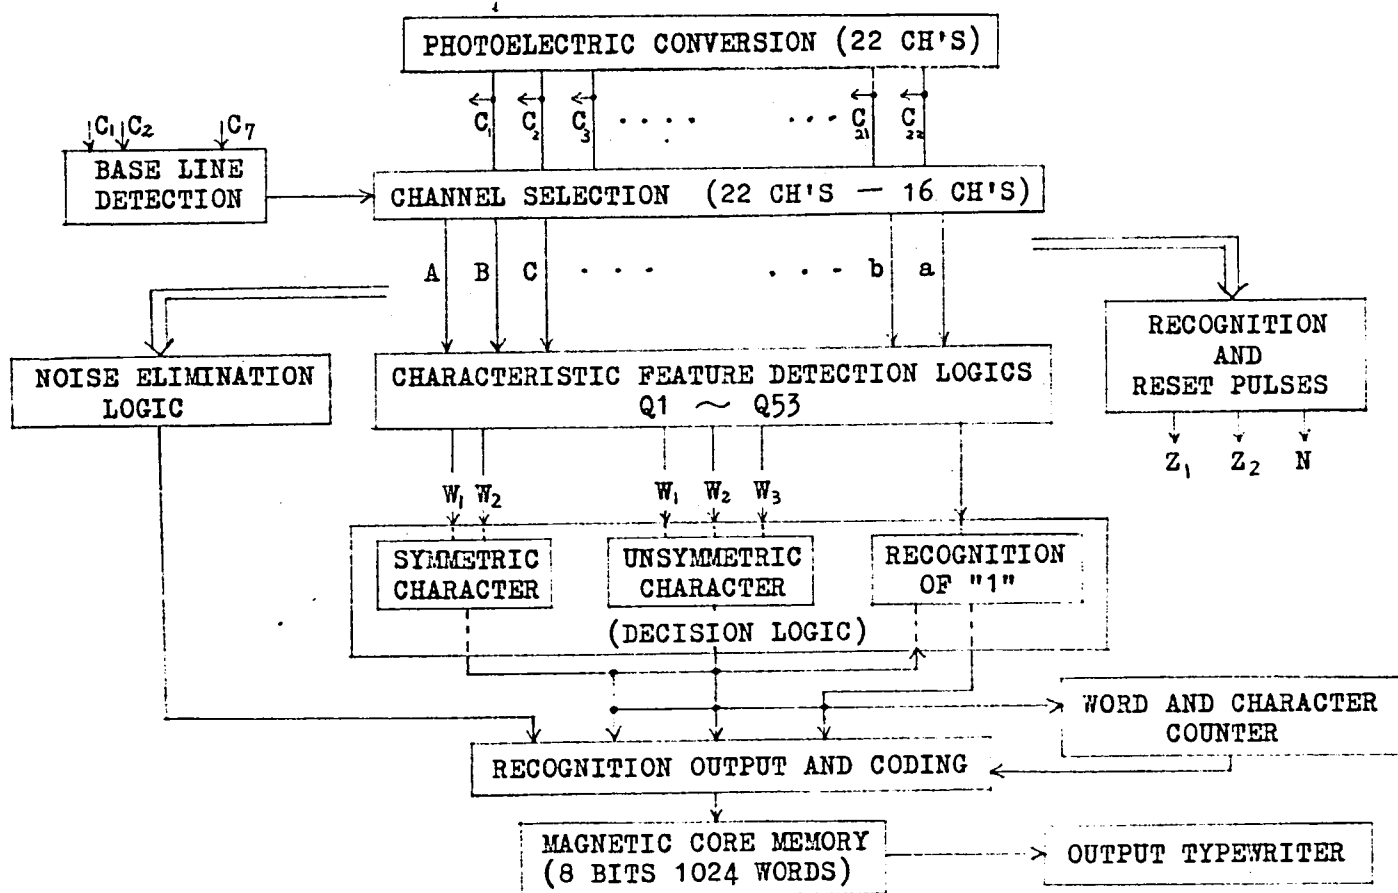 PHOTOELECTRIC CONVERSION (22 CH'S)
C₁ C₂ C₃ . . . . . . . C₂₁ C₂₂
C₁ C₂ C₇
BASE LINE
DETECTION
CHANNEL SELECTION (22 CH'S — 16 CH'S)
A B C . . . . . . . b a
RECOGNITION
AND
RESET PULSES
Z₁ Z₂ N
NOISE ELIMINATION
LOGIC
CHARACTERISTIC FEATURE DETECTION LOGICS
Q1 ~ Q53
W₁ W₂ W₁ W₂ W₃
SYMMETRIC
CHARACTER
UNSYMMETRIC
CHARACTER
RECOGNITION
OF "1"
(DECISION LOGIC)
WORD AND CHARACTER
COUNTER
RECOGNITION OUTPUT AND CODING
MAGNETIC CORE MEMORY
(8 BITS 1024 WORDS)
OUTPUT TYPEWRITER